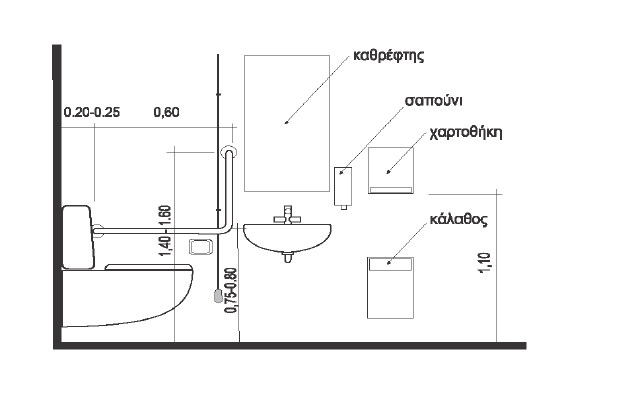 καθρέφτης
σαπούνι
0.20-0.25
0,60
χαρτοθήκη
κάλαθος
1,40 - 1.60
0,75-0.80
1,10